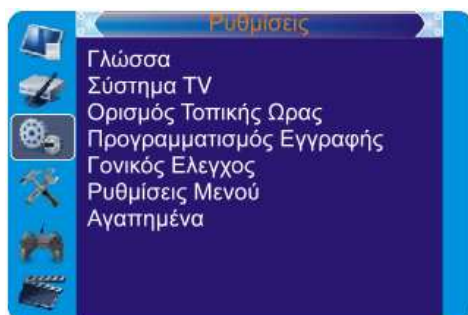 Ρυθμίσεις
Γλώσσα
Σύστημα TV
Ορισμός Τοπικής Ωρας
Προγραμματισμός Εγγραφής
Γονικός Ελεγχος
Ρυθμίσεις Μενού
Αγαπημένα